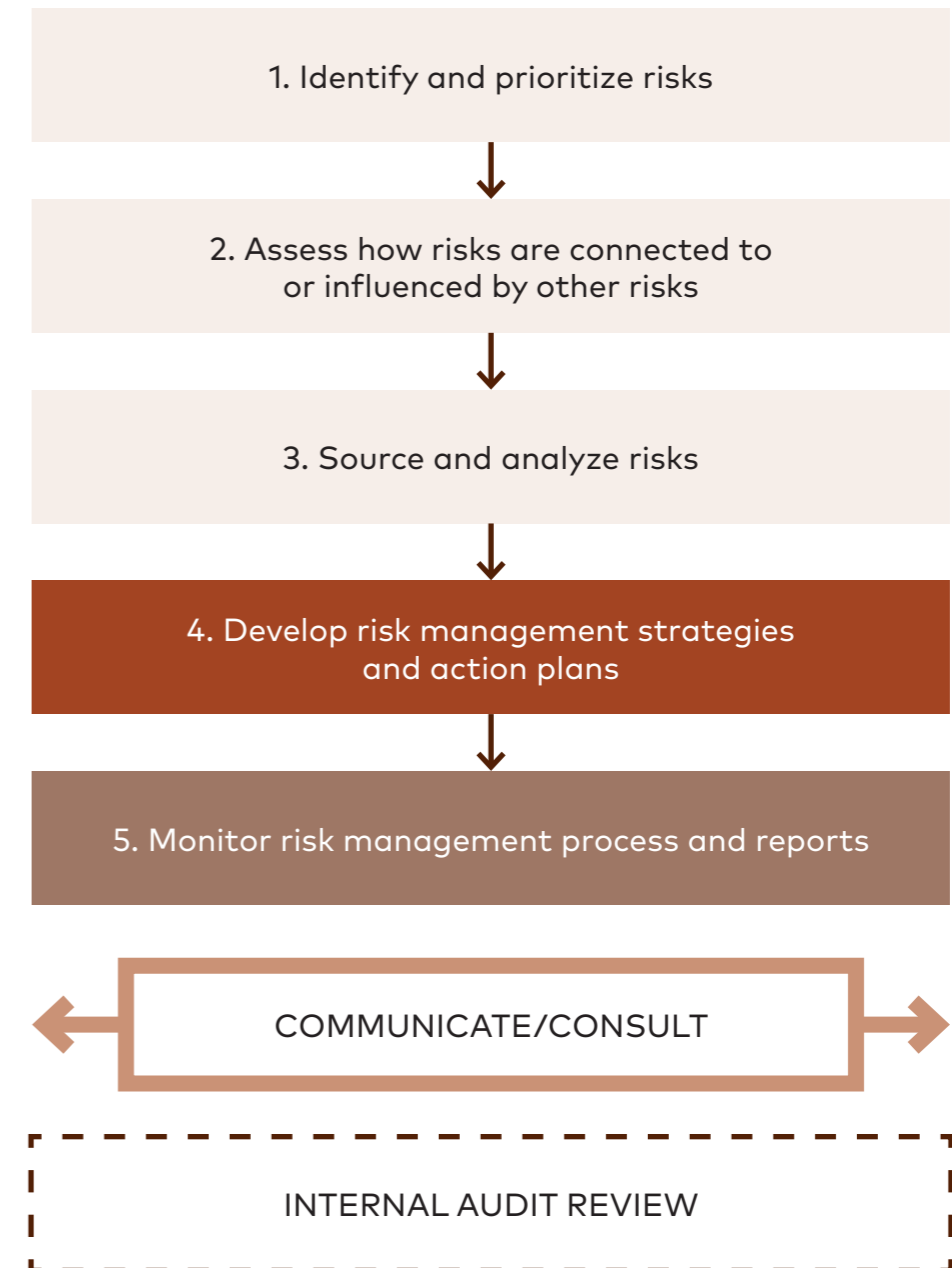 1. Identify and prioritize risks
2. Assess how risks are connected to
or influenced by other risks
3. Source and analyze risks
4. Develop risk management strategies
and action plans
5. Monitor risk management process and reports
COMMUNICATE/CONSULT
INTERNAL AUDIT REVIEW